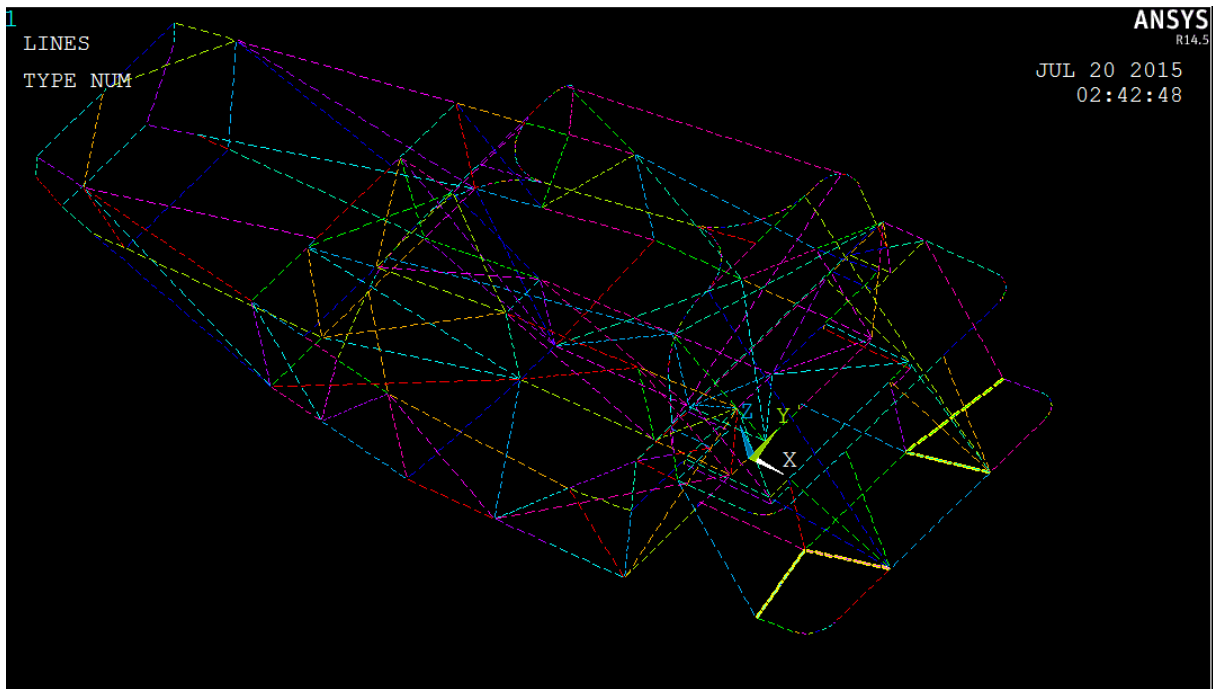 1
LINES
TYPE NUM
ANSYS
R14.5
JUL 20 2015
02:42:48
Z
Y
X